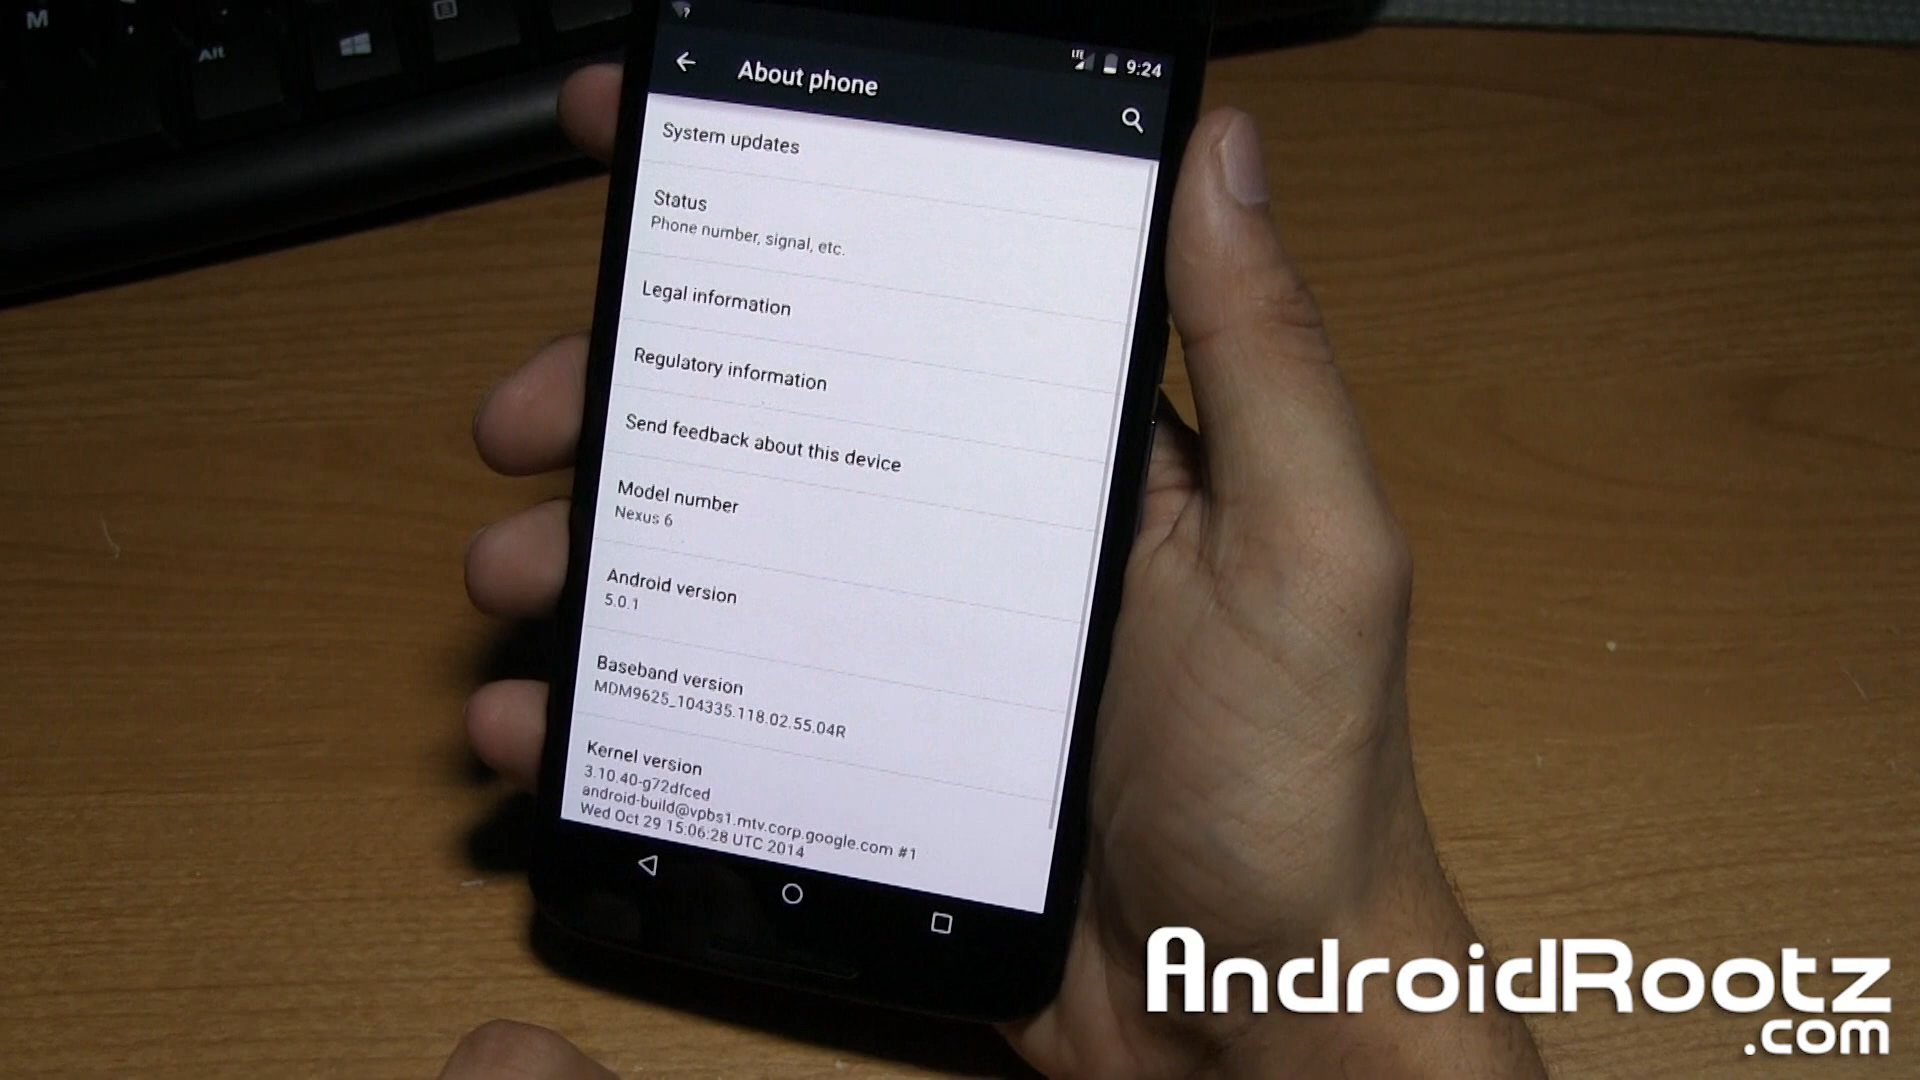 M
Alt
?
LTE
9:24
About phone
System updates
Status
Phone number, signal, etc.
Legal information
Regulatory information
Send feedback about this device
Model number
Nexus 6
Android version
5.0.1
Baseband version
MDM9625_104335.118.02.55.04R
Kernel version
3.10.40-g72dfced
android-build@vpbs1.mtv.corp.google.com #1
Wed Oct 29 15:06:28 UTC 2014
AndroidRootz
.com